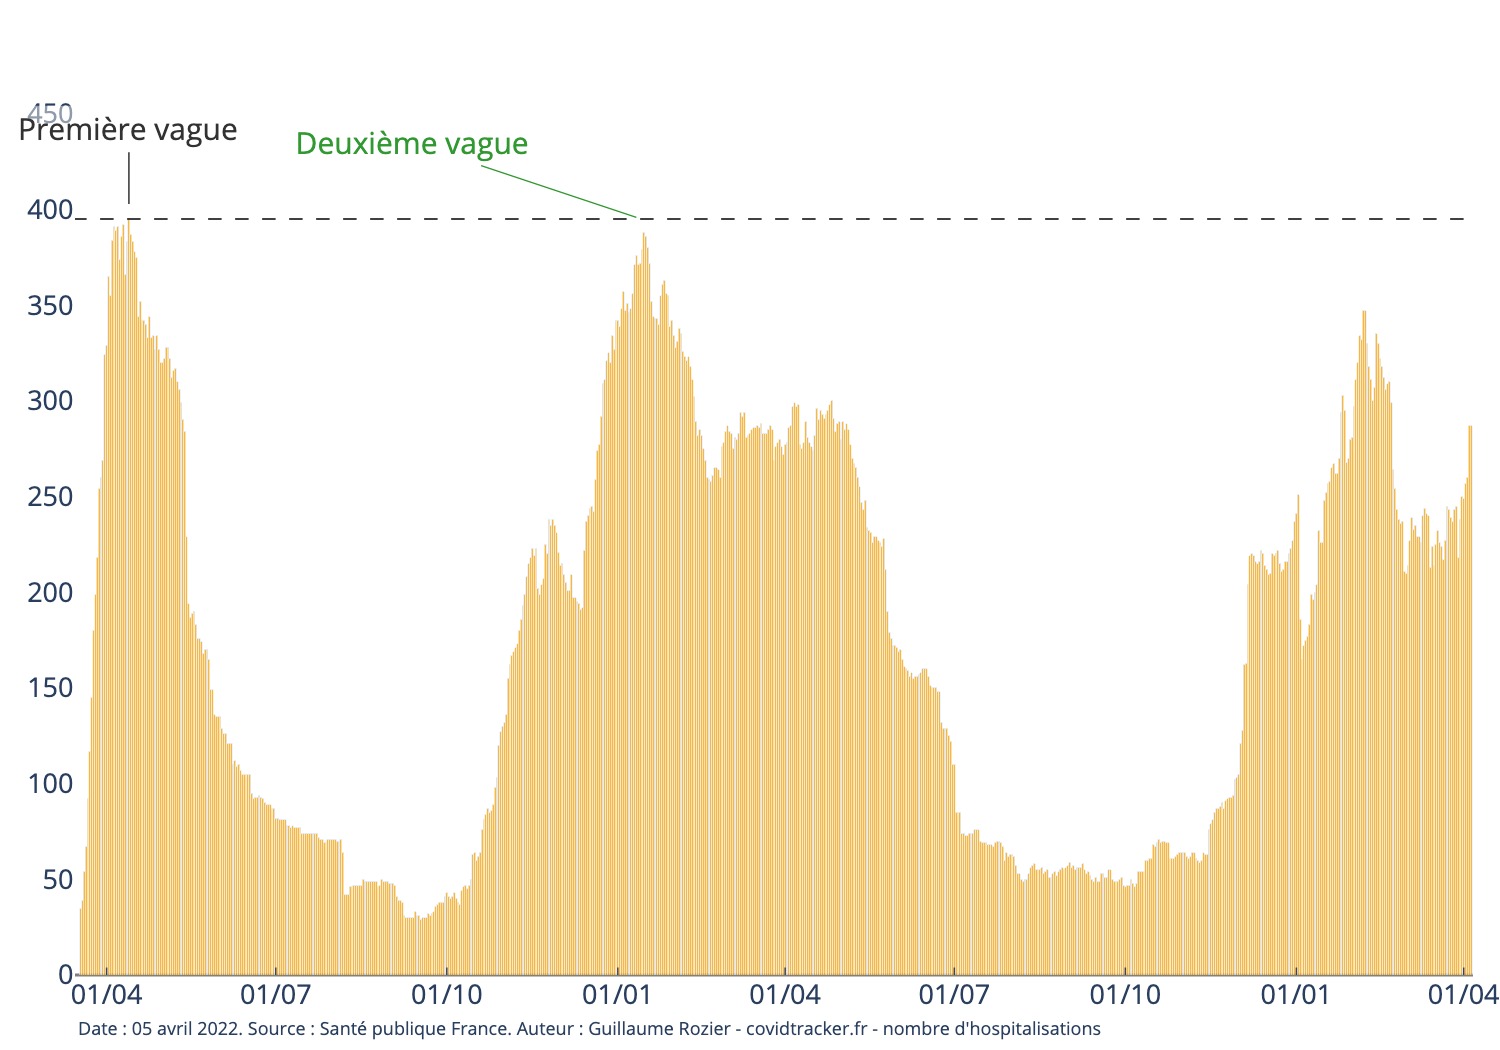 450
Première vague
Deuxième vague
400
350
300
250
200
150
100
50
0
01/04 01/07 01/10 01/01 01/04 01/07 01/10 01/01 01/04
Date : 05 avril 2022. Source : Santé publique France. Auteur : Guillaume Rozier - covidtracker.fr - nombre d'hospitalisations